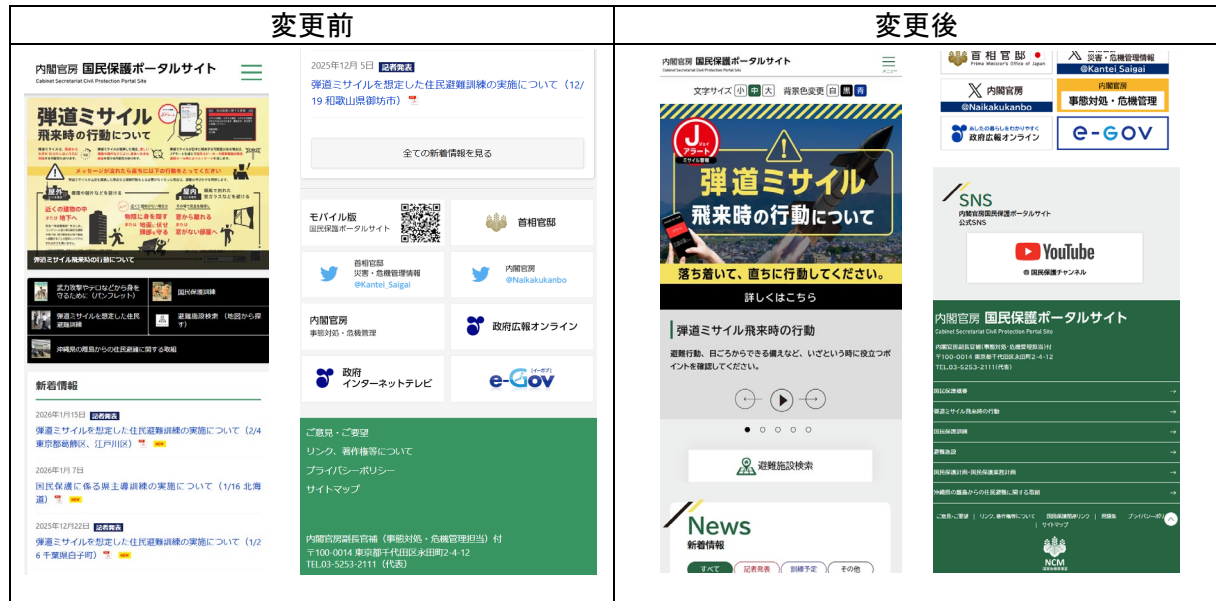 変更前
変更後
内閣官房 国民保護ポータルサイト
Cabinet Secretariat Civil Protection Portal Site
弾道ミサイル
飛来時の行動について
メッセージが流れたら直ちに以下の行動をとってください
屋外
屋内
近くの建物の中
または 地下へ
物陰に身を隠す
または 地面に伏せ
頭部を守る
窓から離れる
または
窓がない部屋へ
弾道ミサイル飛来時の行動について
武力攻撃やテロなどから身を
守るために（パンフレット）
国民保護訓練
弾道ミサイルを想定した住民
避難訓練
避難施設検索（地図から探
す）
沖縄県の離島からの住民避難に関する取組
新着情報
2026年1月15日 記者発表
弾道ミサイルを想定した住民避難訓練の実施について（2/4
東京都葛飾区、江戸川区） NEW
2026年1月 7日
国民保護に係る県主導訓練の実施について（1/16 北海
道） NEW
2025年12月22日 記者発表
弾道ミサイルを想定した住民避難訓練の実施について（1/2
6 千葉県白子町） NEW
2025年12月 5日 記者発表
弾道ミサイルを想定した住民避難訓練の実施について（12/
19 和歌山県御坊市）
全ての新着情報を見る
モバイル版
国民保護ポータルサイト
首相官邸
首相官邸
災害・危機管理情報
@Kantei_Saigai
内閣官房
@Naikakukanbo
内閣官房
事態対処・危機管理
政府広報オンライン
政府
インターネットテレビ
e-Gov
(イーガブ)
ご意見・ご要望
リンク、著作権等について
プライバシーポリシー
サイトマップ
内閣官房副長官補（事態対処・危機管理担当）付
〒100-0014 東京都千代田区永田町2-4-12
TEL.03-5253-2111（代表）
内閣官房 国民保護ポータルサイト
Cabinet Secretariat Civil Protection Portal Site
メニュー
文字サイズ 小 中 大 背景色変更 白 黒 青
J
アラート
ミサイル情報
弾道ミサイル
飛来時の行動について
落ち着いて、直ちに行動してください。
詳しくはこちら
弾道ミサイル飛来時の行動
避難行動、日ごろからできる備えなど、いざという時に役立つポ
イントを確認してください。
避難施設検索
News
新着情報
すべて 記者発表 訓練予定 その他
首相官邸
Prime Minister's Office of Japan
災害・危機管理情報
@Kantei Saigai
内閣官房
@Naikakukanbo
内閣官房
事態対処・危機管理
あしたの暮らしをわかりやすく
政府広報オンライン
e-GOV
SNS
内閣官房国民保護ポータルサイト
公式SNS
YouTube
国民保護チャンネル
内閣官房 国民保護ポータルサイト
Cabinet Secretariat Civil Protection Portal Site
内閣官房副長官補(事態対処・危機管理担当)付
〒100-0014 東京都千代田区永田町2-4-12
TEL.03-5253-2111(代表)
国民保護概要
弾道ミサイル飛来時の行動
国民保護訓練
避難施設
国民保護計画・国民保護業務計画
沖縄県の離島からの住民避難に関する取組
ご意見・ご要望 | リンク、著作権等について 国民保護関連リンク | 用語集 プライバシーポリ
| サイトマップ
NCM